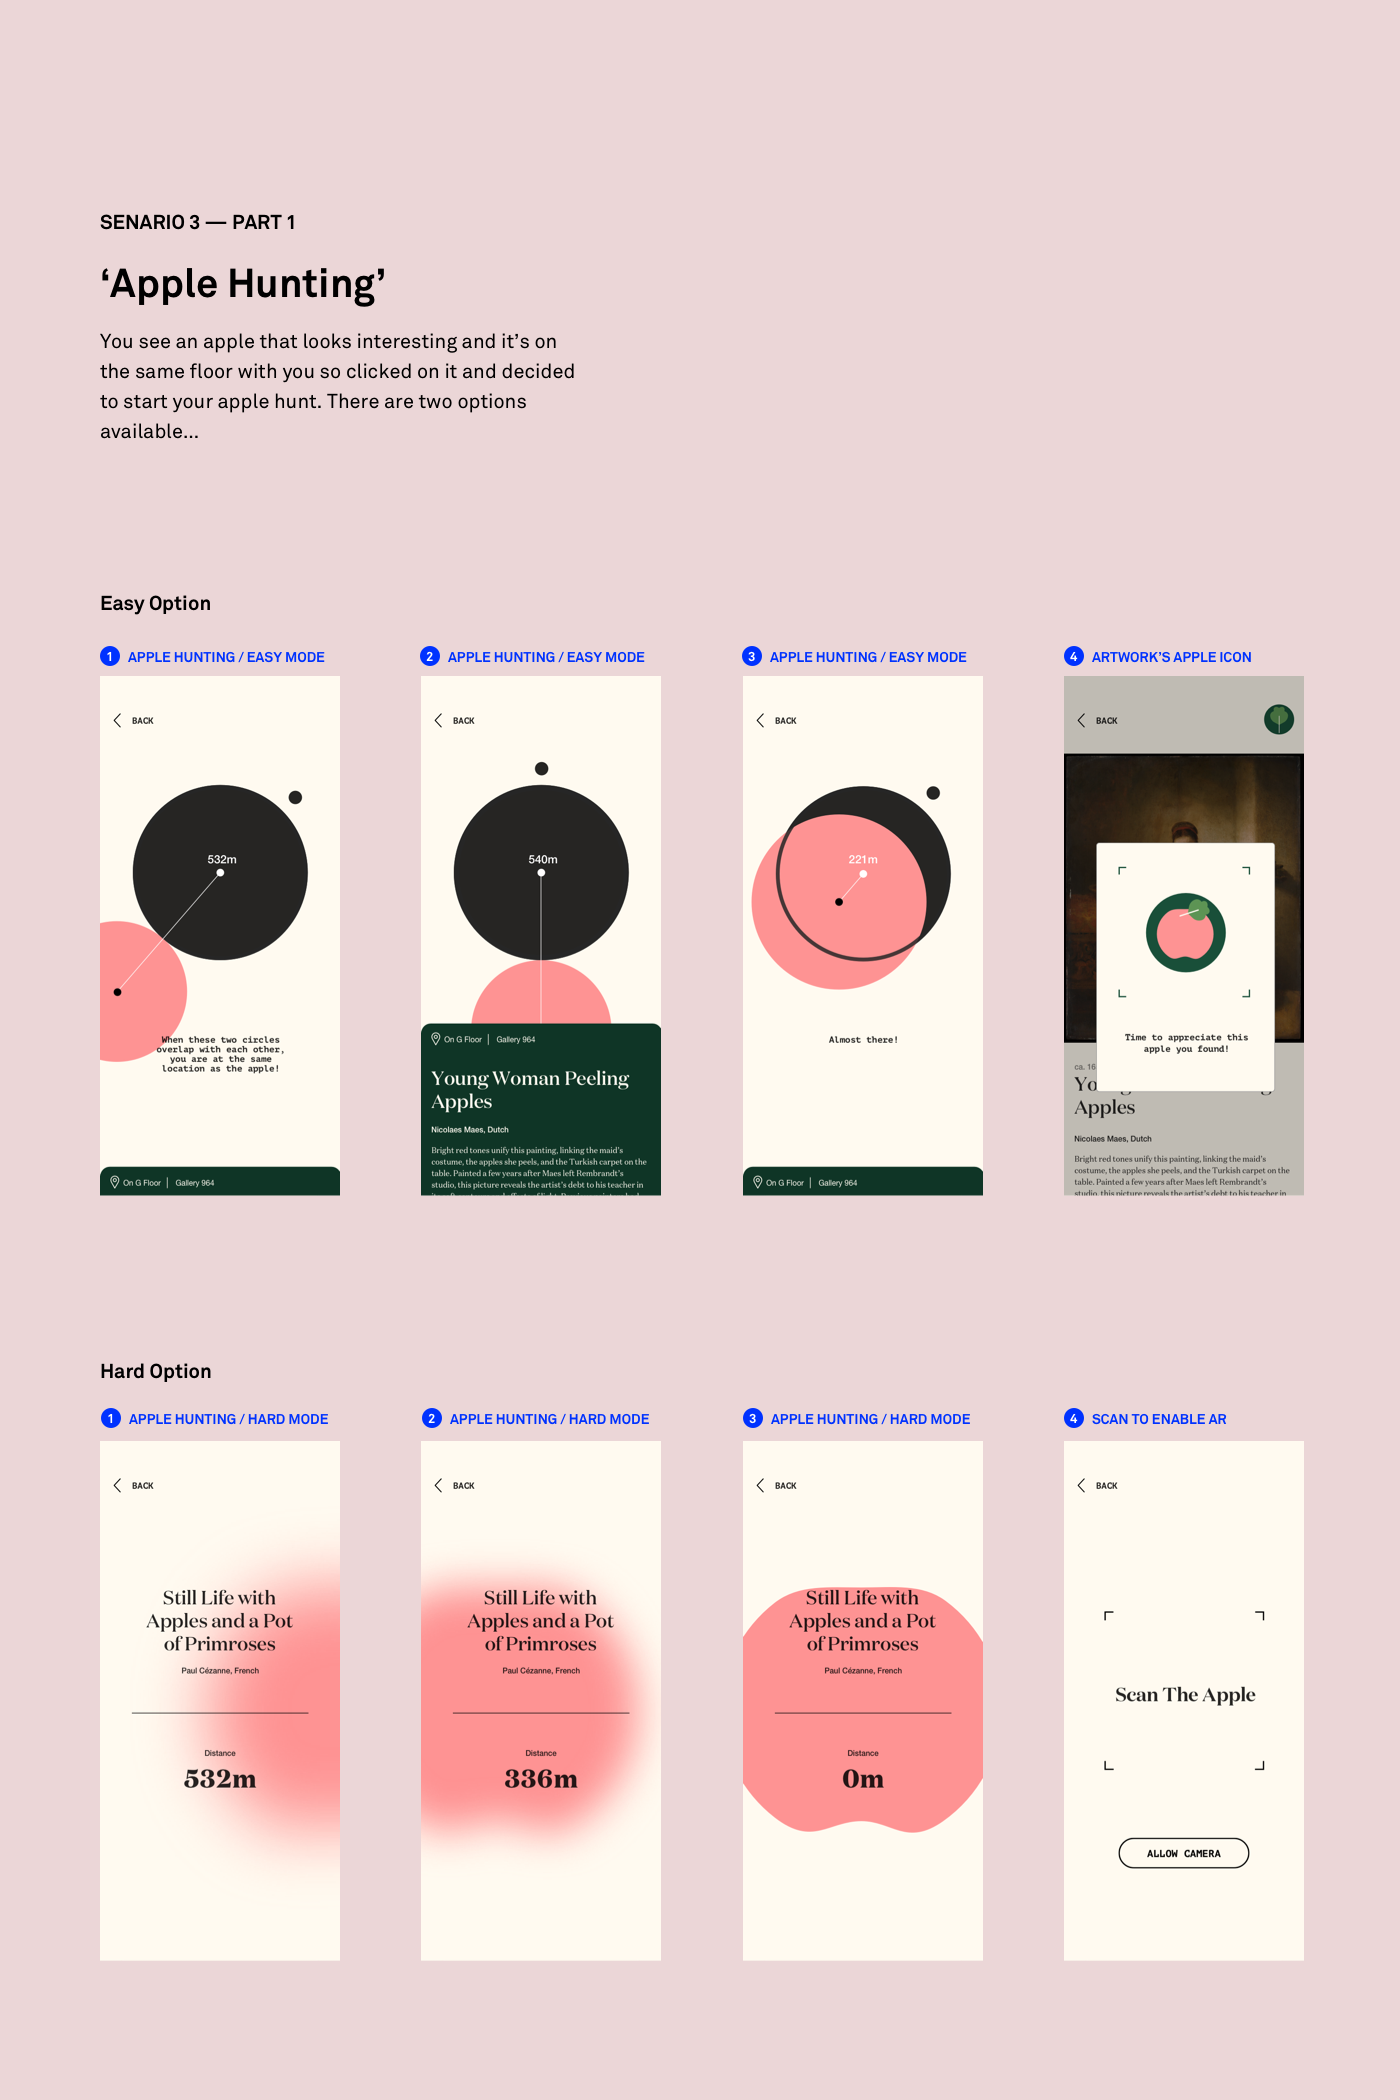 SENARIO 3 — PART 1
‘Apple Hunting’
You see an apple that looks interesting and it’s on
the same floor with you so clicked on it and decided
to start your apple hunt. There are two options
available...
Easy Option
1 APPLE HUNTING / EASY MODE
BACK
532m
When these two circles
overlap with each other,
you are at the same
location as the apple!
On G Floor | Gallery 964
2 APPLE HUNTING / EASY MODE
BACK
540m
On G Floor | Gallery 964
Young Woman Peeling
Apples
Nicolaes Maes, Dutch
Bright red tones unify this painting, linking the maid’s
costume, the apples she peels, and the Turkish carpet on the
table. Painted a few years after Maes left Rembrandt’s
studio, this picture reveals the artist’s debt to his teacher in
3 APPLE HUNTING / EASY MODE
BACK
221m
Almost there!
On G Floor | Gallery 964
4 ARTWORK’S APPLE ICON
BACK
Time to appreciate this
apple you found!
ca. 16
Yo
Apples
Nicolaes Maes, Dutch
Bright red tones unify this painting, linking the maid’s
costume, the apples she peels, and the Turkish carpet on the
table. Painted a few years after Maes left Rembrandt’s
studio, this picture reveals the artist’s debt to his teacher in
Hard Option
1 APPLE HUNTING / HARD MODE
BACK
Still Life with
Apples and a Pot
of Primroses
Paul Cézanne, French
Distance
532m
2 APPLE HUNTING / HARD MODE
BACK
Still Life with
Apples and a Pot
of Primroses
Paul Cézanne, French
Distance
336m
3 APPLE HUNTING / HARD MODE
BACK
Still Life with
Apples and a Pot
of Primroses
Paul Cézanne, French
Distance
0m
4 SCAN TO ENABLE AR
BACK
Scan The Apple
ALLOW CAMERA